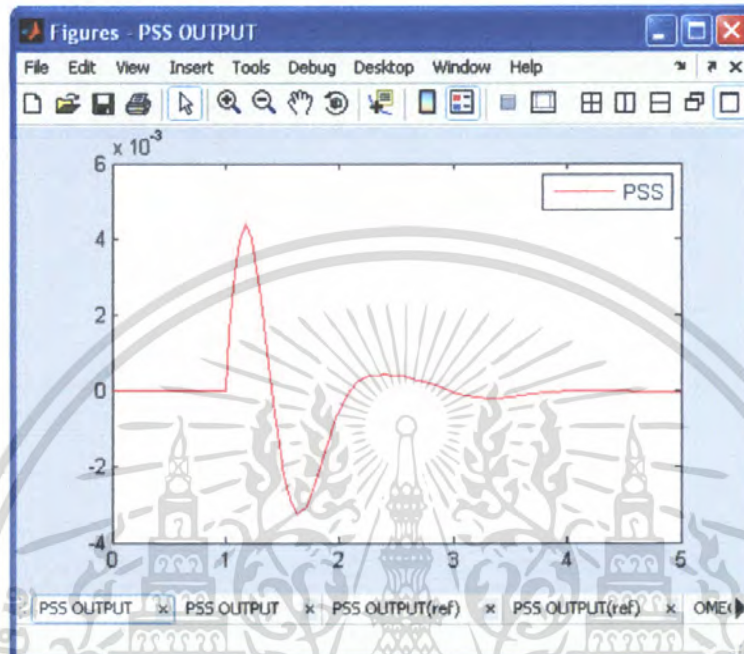 Figures - PSS OUTPUT
File Edit View Insert Tools Debug Desktop Window Help
x 10^-3
6
PSS
4
2
0
-2
-4
0 1 2 3 4 5
PSS OUTPUT × PSS OUTPUT × PSS OUTPUT(ref) × PSS OUTPUT(ref) ×